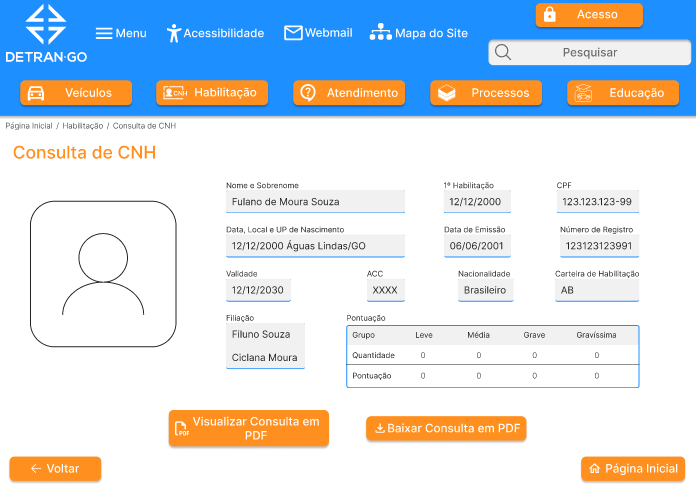 Acesso
Menu
Acessibilidade
Webmail
Mapa do Site
DETRAN-GO
Pesquisar
Veículos
CNH
Habilitação
Atendimento
Processos
Educação
Página Inicial / Habilitação / Consulta de CNH
Consulta de CNH
Nome e Sobrenome
1º Habilitação
CPF
Fulano de Moura Souza
12/12/2000
123.123.123-99
Data, Local e UP de Nascimento
Data de Emissão
Número de Registro
12/12/2000 Águas Lindas/GO
06/06/2001
123123123991
Validade
ACC
Nacionalidade
Carteira de Habilitação
12/12/2030
XXXX
Brasileiro
AB
Filiação
Pontuação
Filuno Souza
Ciclana Moura
Grupo Leve Média Grave Gravíssima
Quantidade 0 0 0 0
Pontuação 0 0 0 0
PDF
Visualizar Consulta em
PDF
Baixar Consulta em PDF
Voltar
Página Inicial